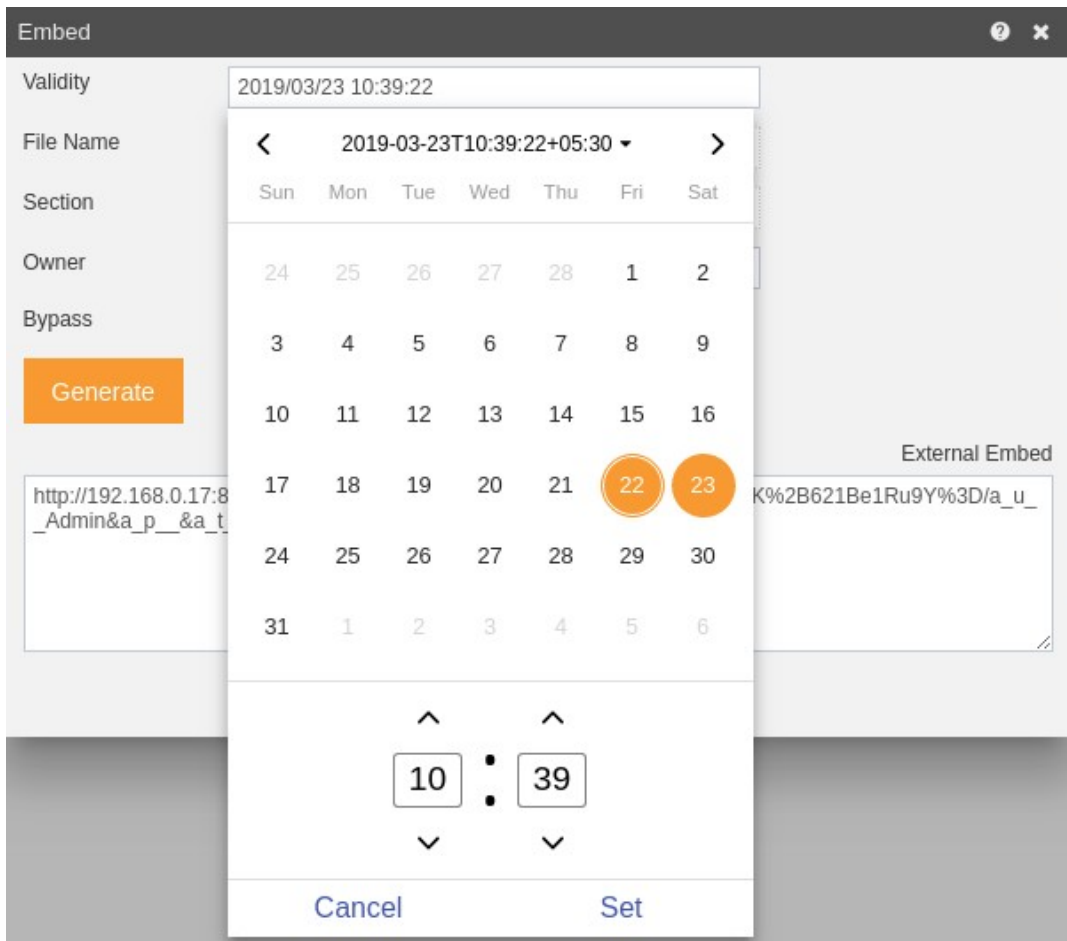 Embed
Validity
2019/03/23 10:39:22
File Name
2019-03-23T10:39:22+05:30
Section
Sun Mon Tue Wed Thu Fri Sat
Owner
24 25 26 27 28 1 2
Bypass
3 4 5 6 7 8 9
Generate
10 11 12 13 14 15 16
External Embed
17 18 19 20 21 22 23
http://192.168.0.17:8 K%2B621Be1Ru9Y%3D/a_u_
_Admin&a_p__&a_t_
24 25 26 27 28 29 30
31 1 2 3 4 5 6
10 : 39
Cancel Set